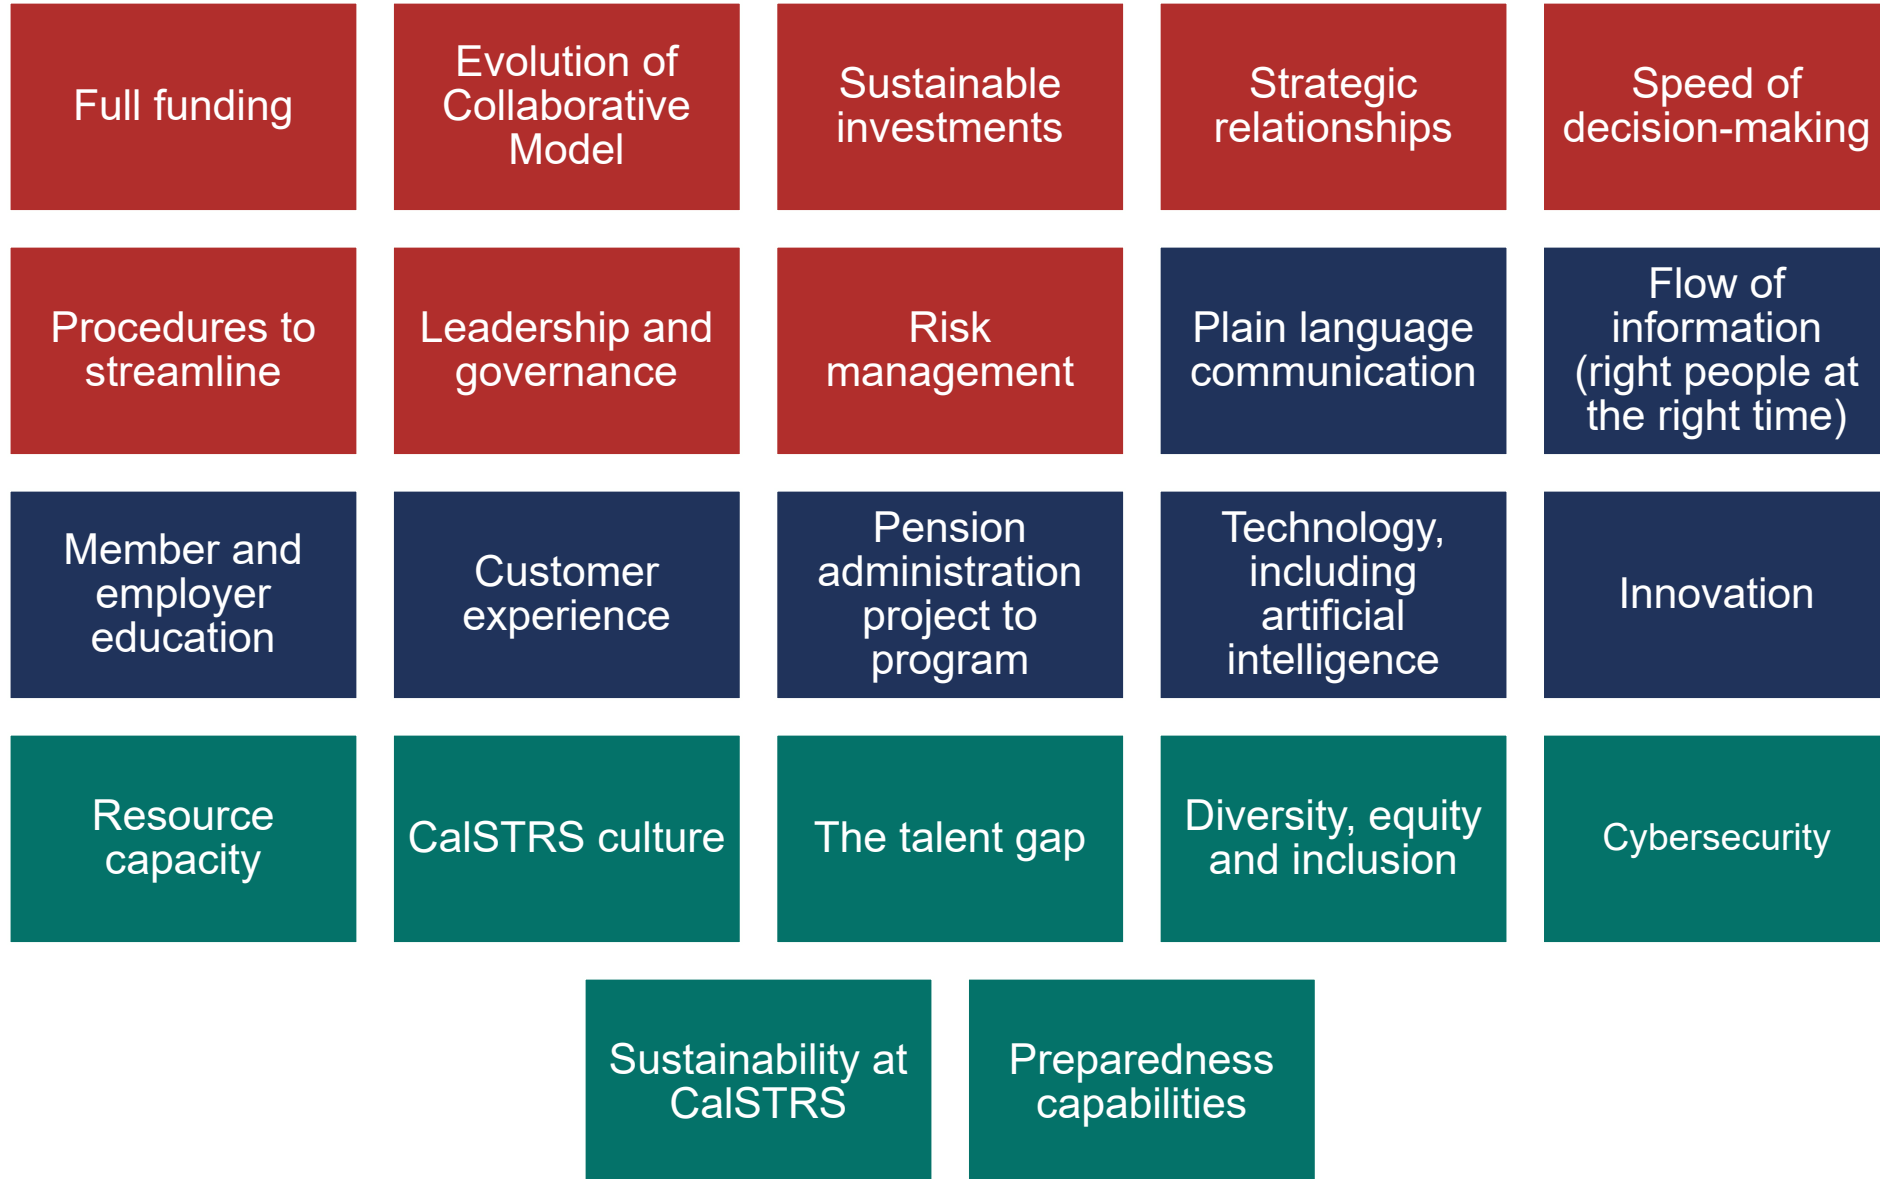 Full funding
Evolution of
Collaborative
Model
Sustainable
investments
Strategic
relationships
Speed of
decision-making
Procedures to
streamline
Leadership and
governance
Risk
management
Plain language
communication
Flow of
information
(right people at
the right time)
Member and
employer
education
Customer
experience
Pension
administration
project to
program
Technology,
including
artificial
intelligence
Innovation
Resource
capacity
CalSTRS culture
The talent gap
Diversity, equity
and inclusion
Cybersecurity
Sustainability at
CalSTRS
Preparedness
capabilities